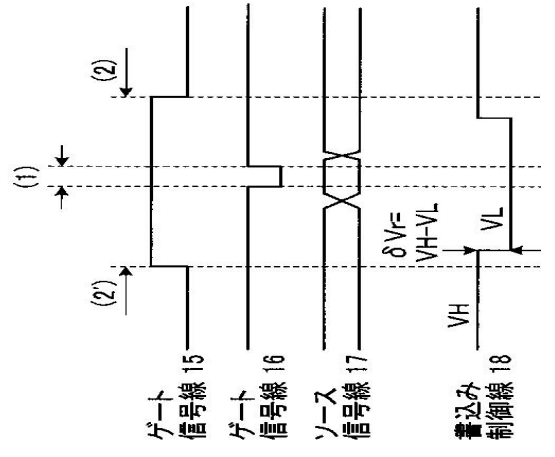 (1)
(2')
(2)
ゲート
信号線 15
ゲート
信号線 16
ソース
信号線 17
δVr=
VH-VL
VH
VL
書込み
制御線 18